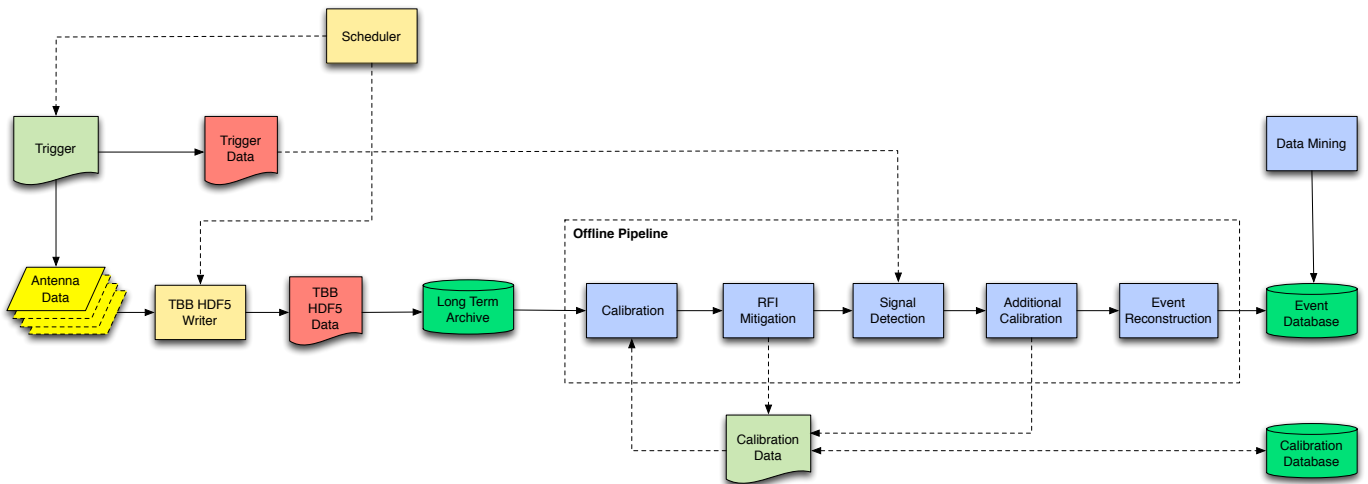 Scheduler
Trigger
Trigger
Data
Data Mining
Offline Pipeline
Antenna
Data
TBB HDF5
Writer
TBB
HDF5
Data
Long Term
Archive
Calibration
RFI
Mitigation
Signal
Detection
Additional
Calibration
Event
Reconstruction
Event
Database
Calibration
Data
Calibration
Database